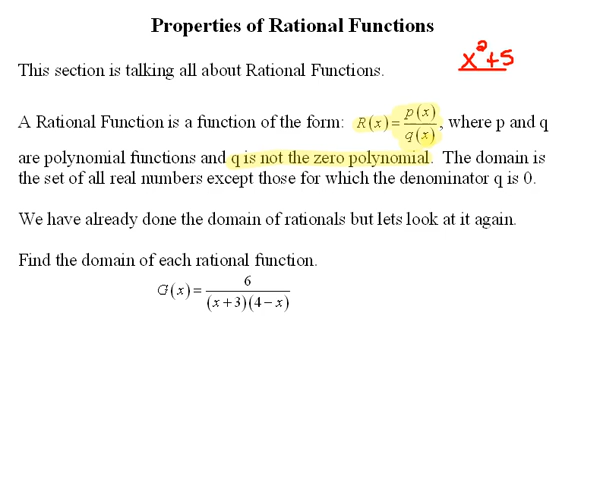 Properties of Rational Functions
x²+5
This section is talking all about Rational Functions.
A Rational Function is a function of the form: R(x)=p(x)/q(x), where p and q
are polynomial functions and q is not the zero polynomial. The domain is
the set of all real numbers except those for which the denominator q is 0.
We have already done the domain of rationals but lets look at it again.
Find the domain of each rational function.
G(x)=6/(x+3)(4−x)